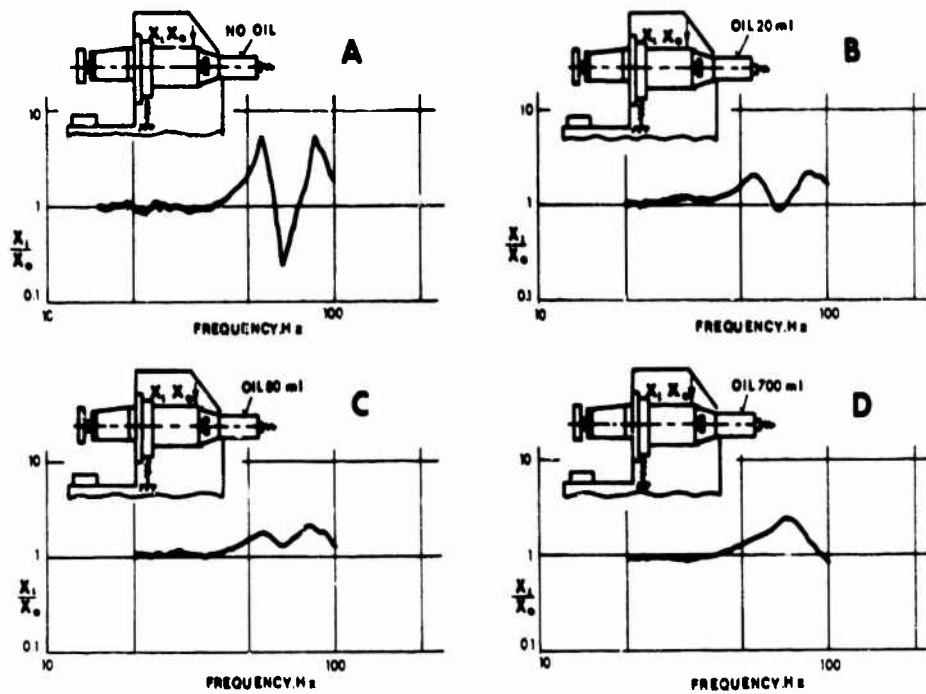 NO OIL
A
X₁ X₀
10
1
X₁/X₀
0.1
10 100
FREQUENCY.Hz
OIL 20 ml
B
X₁ X₀
10
1
X₁/X₀
0.1
10 100
FREQUENCY.Hz
OIL 80 ml
C
X₁ X₀
10
1
X₁/X₀
0.1
10 100
FREQUENCY.Hz
OIL 700 ml
D
X₁ X₀
10
1
X₁/X₀
0.1
10 100
FREQUENCY.Hz